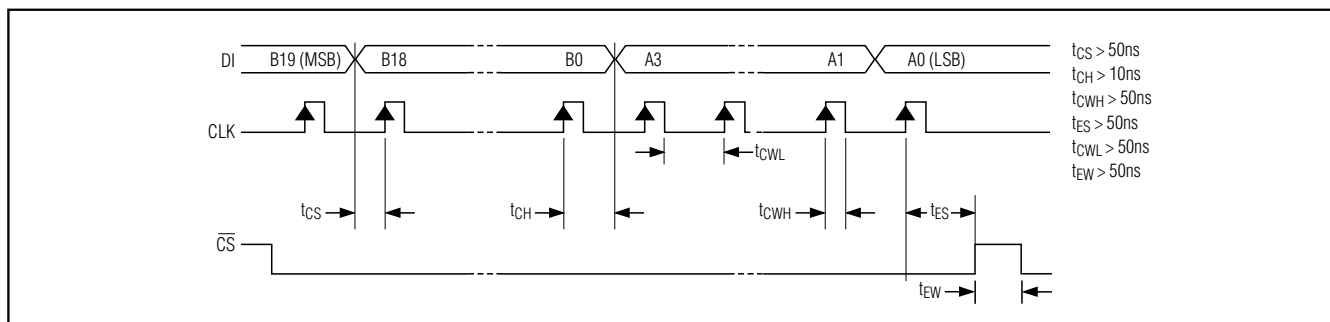 DI B19 (MSB) B18 B0 A3 A1 A0 (LSB)
CLK
tCWL
tCS tCH tCWH tES
CS
tEW
tCS > 50ns
tCH > 10ns
tCWH > 50ns
tES > 50ns
tCWL > 50ns
tEW > 50ns